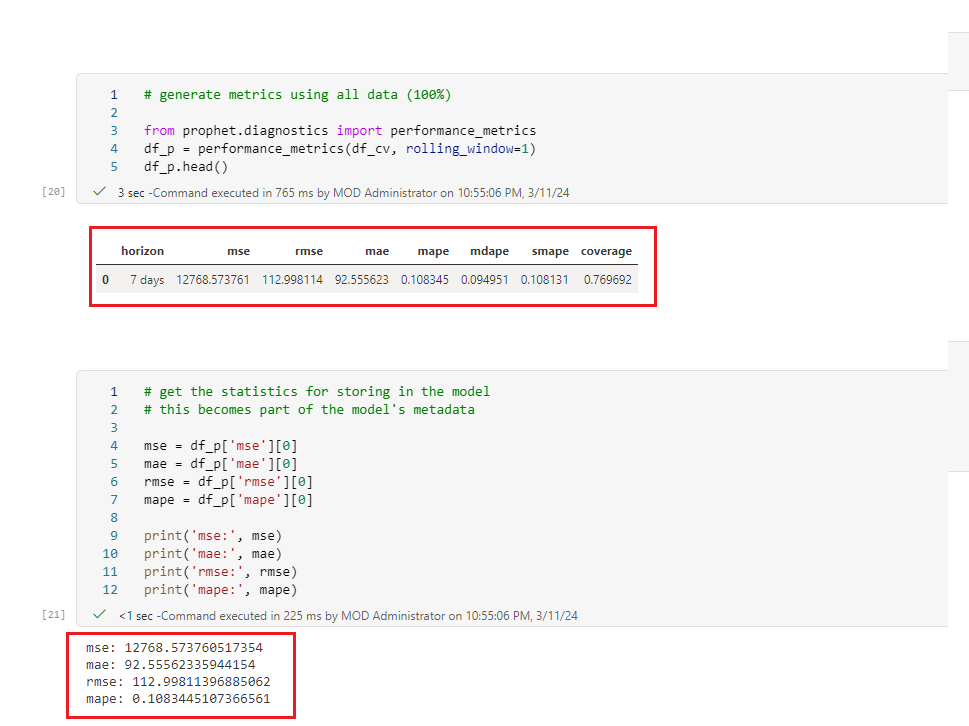 1 # generate metrics using all data (100%)
2
3 from prophet.diagnostics import performance_metrics
4 df_p = performance_metrics(df_cv, rolling_window=1)
5 df_p.head()
[20] 3 sec -Command executed in 765 ms by MOD Administrator on 10:55:06 PM, 3/11/24
horizon mse rmse mae mape mdape smape coverage
0 7 days 12768.573761 112.998114 92.555623 0.108345 0.094951 0.108131 0.769692
1 # get the statistics for storing in the model
2 # this becomes part of the model's metadata
3
4 mse = df_p['mse'][0]
5 mae = df_p['mae'][0]
6 rmse = df_p['rmse'][0]
7 mape = df_p['mape'][0]
8
9 print('mse:', mse)
10 print('mae:', mae)
11 print('rmse:', rmse)
12 print('mape:', mape)
[21] <1 sec -Command executed in 225 ms by MOD Administrator on 10:55:06 PM, 3/11/24
mse: 12768.573760517354
mae: 92.55562335944154
rmse: 112.99811396885062
mape: 0.1083445107366561